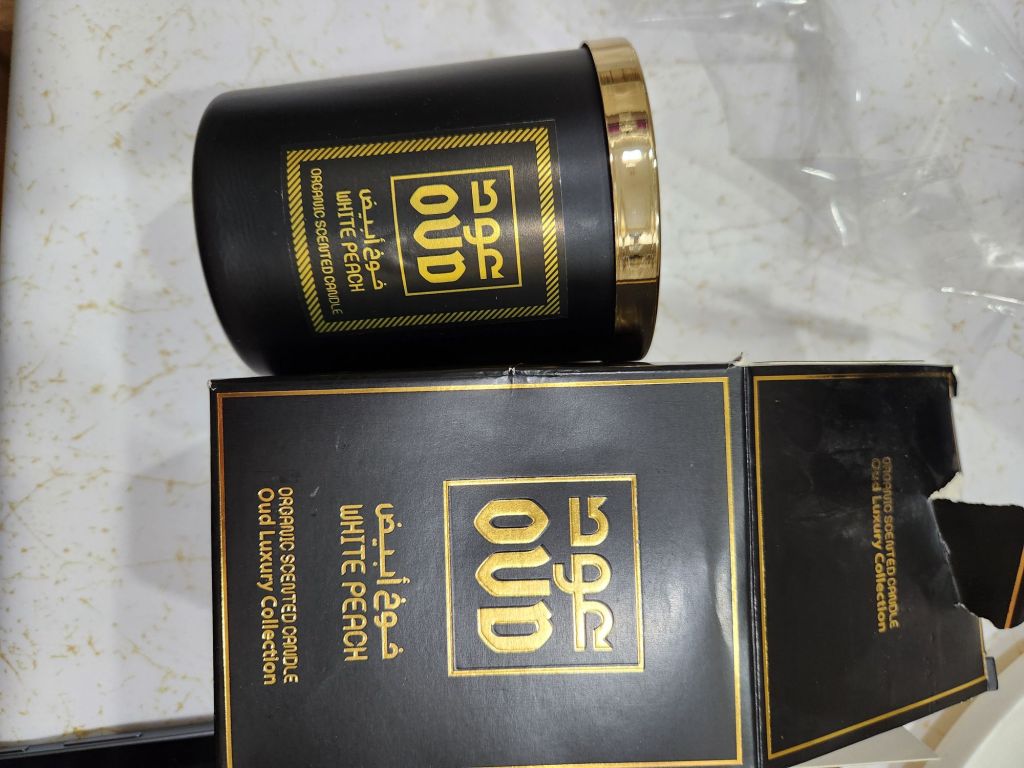 عود
OUD
خوخ أبيض
WHITE PEACH
ORGANIC SCENTED CANDLE
عود
OUD
خوخ أبيض
WHITE PEACH
ORGANIC SCENTED CANDLE
Oud Luxury Collection
ORGANIC SCENTED CANDLE
Oud Luxury Collection